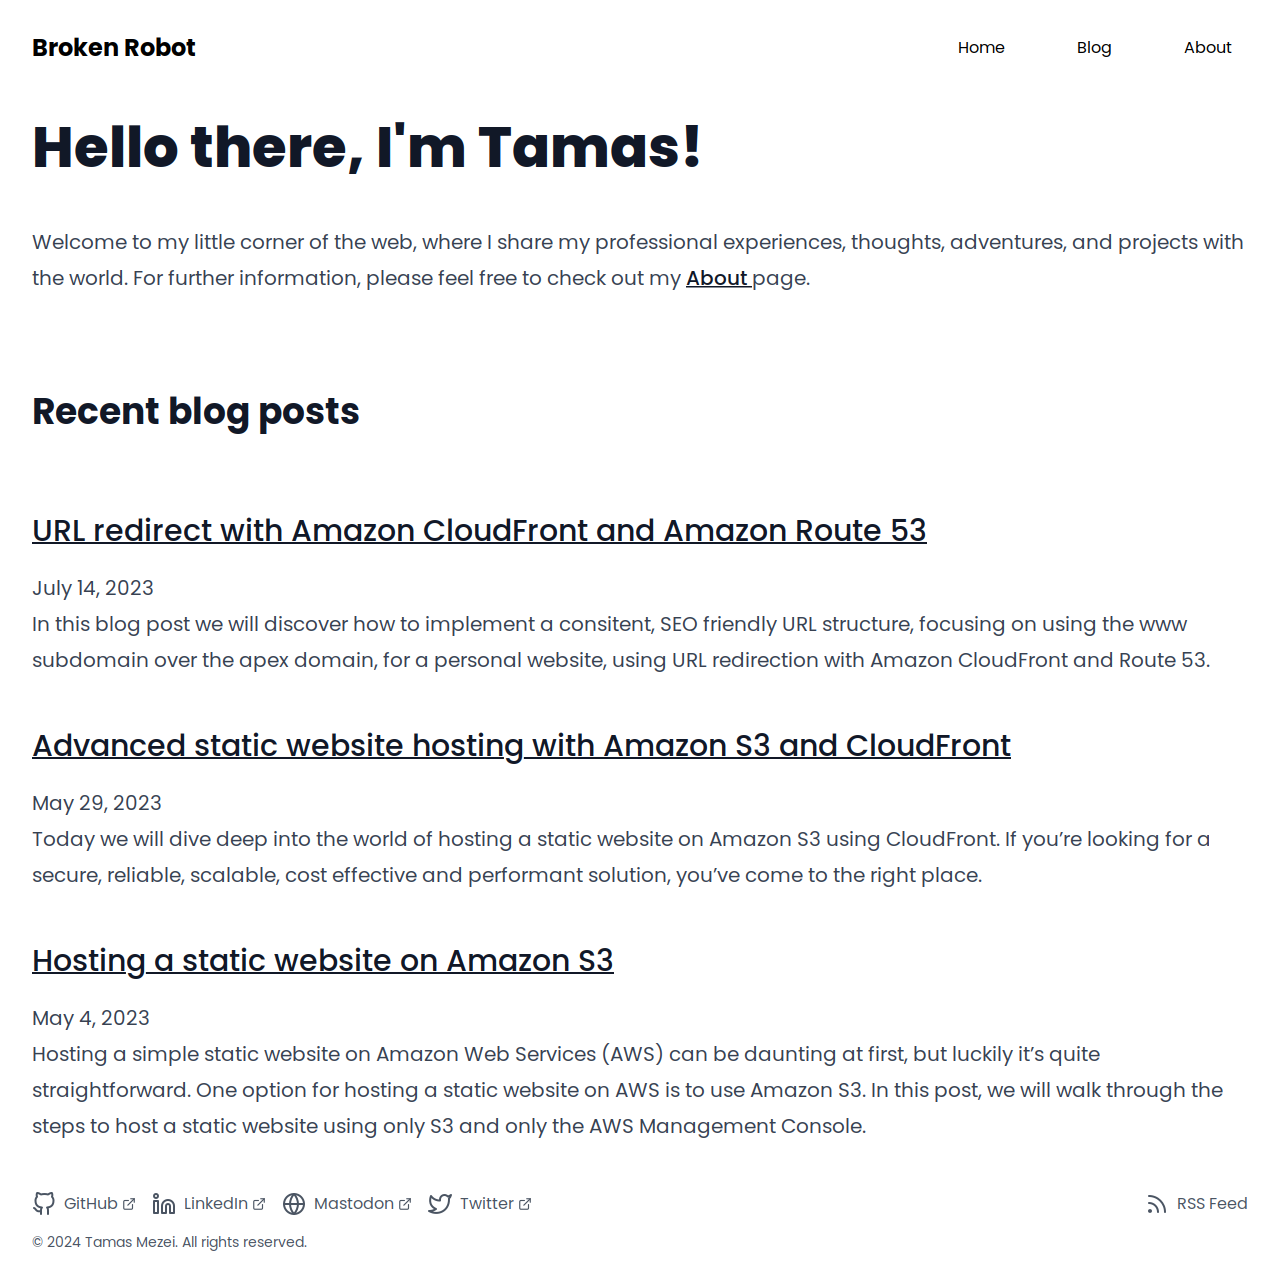 Broken Robot
Home
Blog
About
Hello there, I'm Tamas!
Welcome to my little corner of the web, where I share my professional experiences, thoughts, adventures, and projects with
the world. For further information, please feel free to check out my About page.
Recent blog posts
URL redirect with Amazon CloudFront and Amazon Route 53
July 14, 2023
In this blog post we will discover how to implement a consitent, SEO friendly URL structure, focusing on using the www
subdomain over the apex domain, for a personal website, using URL redirection with Amazon CloudFront and Route 53.
Advanced static website hosting with Amazon S3 and CloudFront
May 29, 2023
Today we will dive deep into the world of hosting a static website on Amazon S3 using CloudFront. If you’re looking for a
secure, reliable, scalable, cost effective and performant solution, you’ve come to the right place.
Hosting a static website on Amazon S3
May 4, 2023
Hosting a simple static website on Amazon Web Services (AWS) can be daunting at first, but luckily it’s quite
straightforward. One option for hosting a static website on AWS is to use Amazon S3. In this post, we will walk through the
steps to host a static website using only S3 and only the AWS Management Console.
GitHub
LinkedIn
Mastodon
Twitter
RSS Feed
© 2024 Tamas Mezei. All rights reserved.